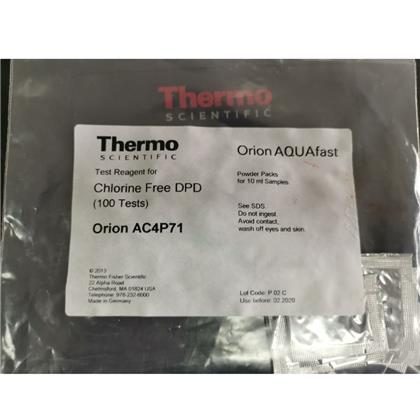 Thermo
SCIENTIFIC
Thermo
SCIENTIFIC
Test Reagent for
Chlorine Free DPD
(100 Tests)
Orion AC4P71
© 2013
Thermo Fisher Scientific
22 Alpha Road
Chelmsford, MA 01824 USA
Telephone: 978-232-6000
Made in Germany
Orion AQUAfast
Powder Packs
for 10 ml Samples.
See SDS.
Do not ingest.
Avoid contact,
wash off eyes and skin.
Lot Code: P 02 C
Use before: 02.2020